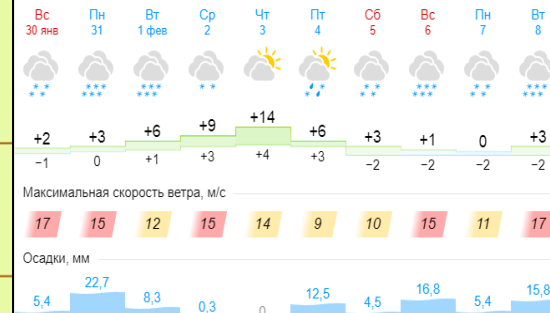 Вс Пн Вт Ср Чт Пт Сб Вс Пн Вт
30 янв 31 1 фев 2 3 4 5 6 7 8
+2 +3 +6 +9 +14 +6 +3 +1 0 +3
−1 0 +1 +3 +4 +3 −2 −2 −2 −2
Максимальная скорость ветра, м/с
17 15 12 15 14 9 10 15 11 17
Осадки, мм
5,4 22,7 8,3 0,3 0 12,5 4,5 16,8 5,4 15,8